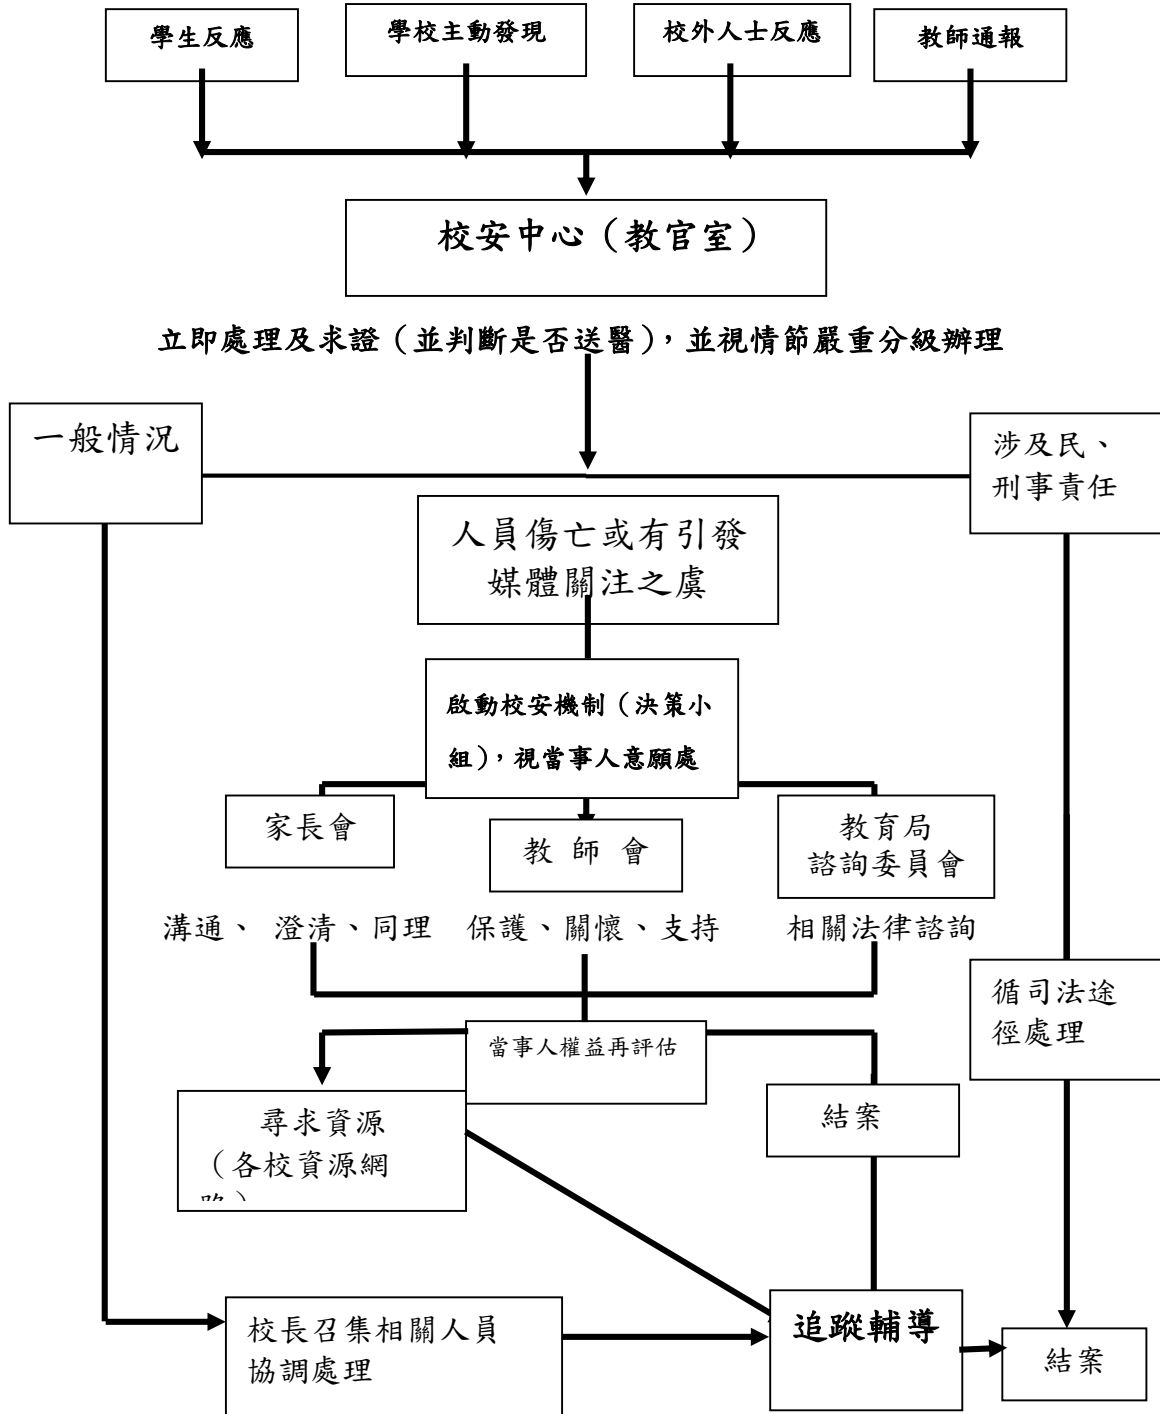 學生反應
學校主動發現
校外人士反應
教師通報
校安中心（教官室）
立即處理及求證（並判斷是否送醫），並視情節嚴重分級辦理
一般情況
涉及民、
刑事責任
人員傷亡或有引發
媒體關注之虞
啟動校安機制（決策小
組），視當事人意願處
家長會
教 師 會
教育局
諮詢委員會
溝通、 澄清、同理
保護、關懷、支持
相關法律諮詢
循司法途
徑處理
當事人權益再評估
尋求資源
（各校資源網
結案
校長召集相關人員
協調處理
追蹤輔導
結案